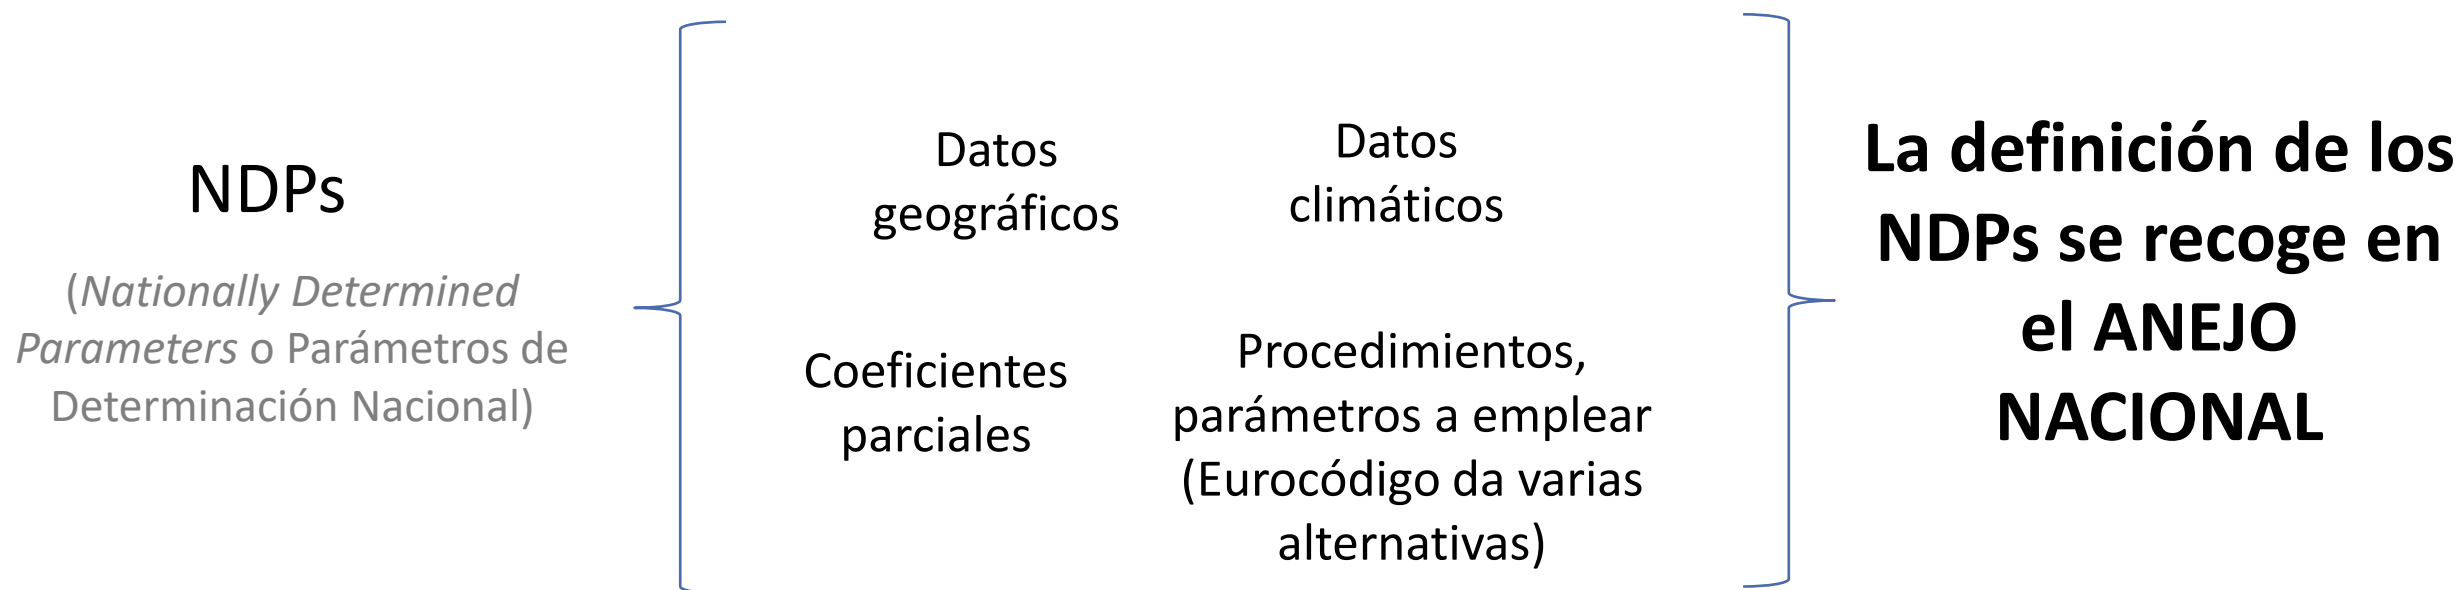 NDPs
(Nationally Determined
Parameters o Parámetros de
Determinación Nacional)
Datos
geográficos
Datos
climáticos
Coeficientes
parciales
Procedimientos,
parámetros a emplear
(Eurocódigo da varias
alternativas)
La definición de los
NDPs se recoge en
el ANEJO
NACIONAL